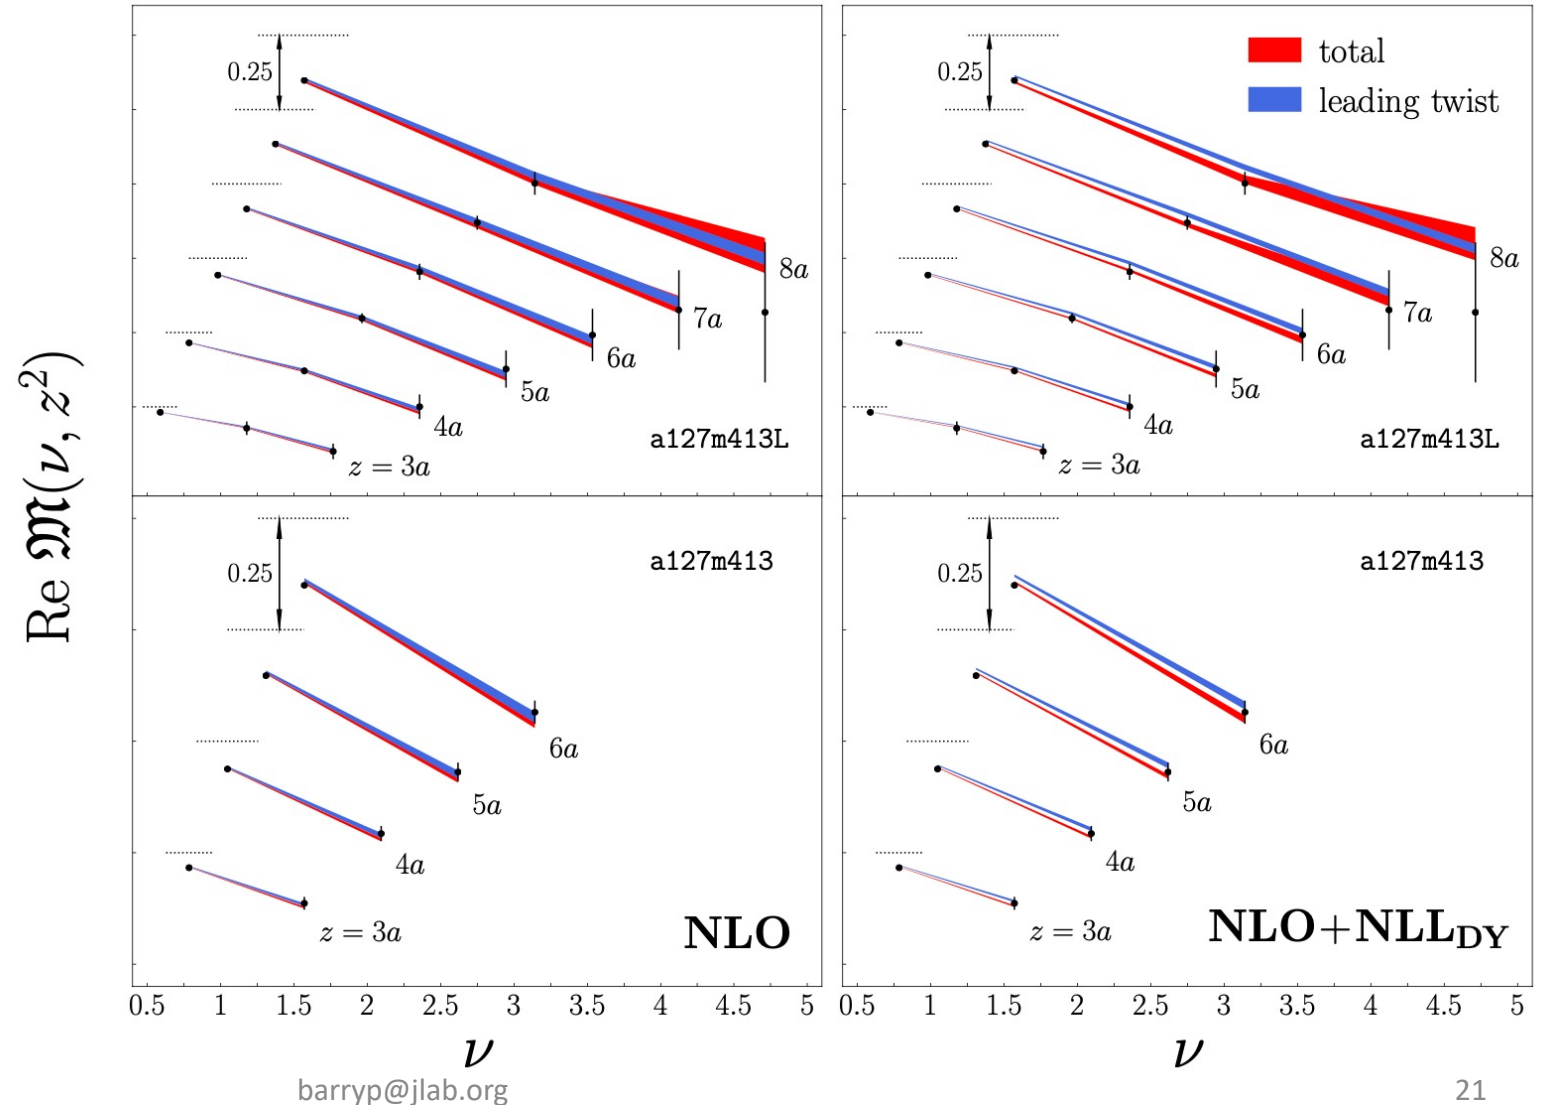 Re 𝔐(ν, z²)
0.25
8a
7a
6a
5a
4a
z = 3a
a127m413L
0.25
total
leading twist
8a
7a
6a
5a
4a
z = 3a
a127m413L
0.25
a127m413
6a
5a
4a
z = 3a
NLO
0.25
a127m413
6a
5a
4a
z = 3a
NLO+NLL_DY
0.5 1 1.5 2 2.5 3 3.5 4 4.5 5
0.5 1 1.5 2 2.5 3 3.5 4 4.5 5
ν
ν
barryp@jlab.org
21